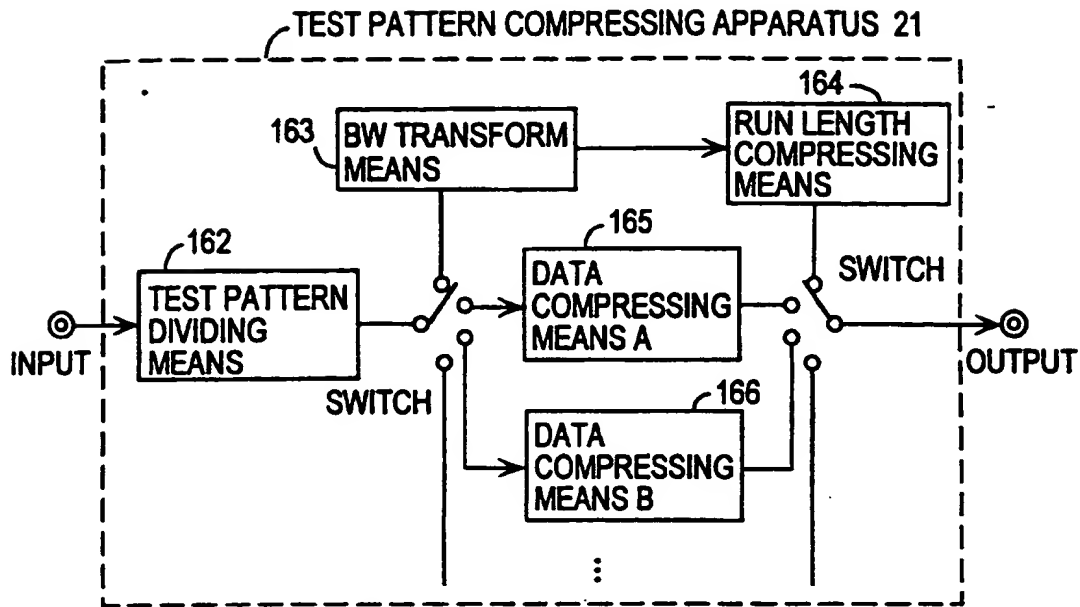 TEST PATTERN COMPRESSING APPARATUS 21
163
BW TRANSFORM
MEANS
164
RUN LENGTH
COMPRESSING
MEANS
162
TEST PATTERN
DIVIDING
MEANS
165
DATA
COMPRESSING
MEANS A
SWITCH
INPUT
OUTPUT
SWITCH
166
DATA
COMPRESSING
MEANS B
...